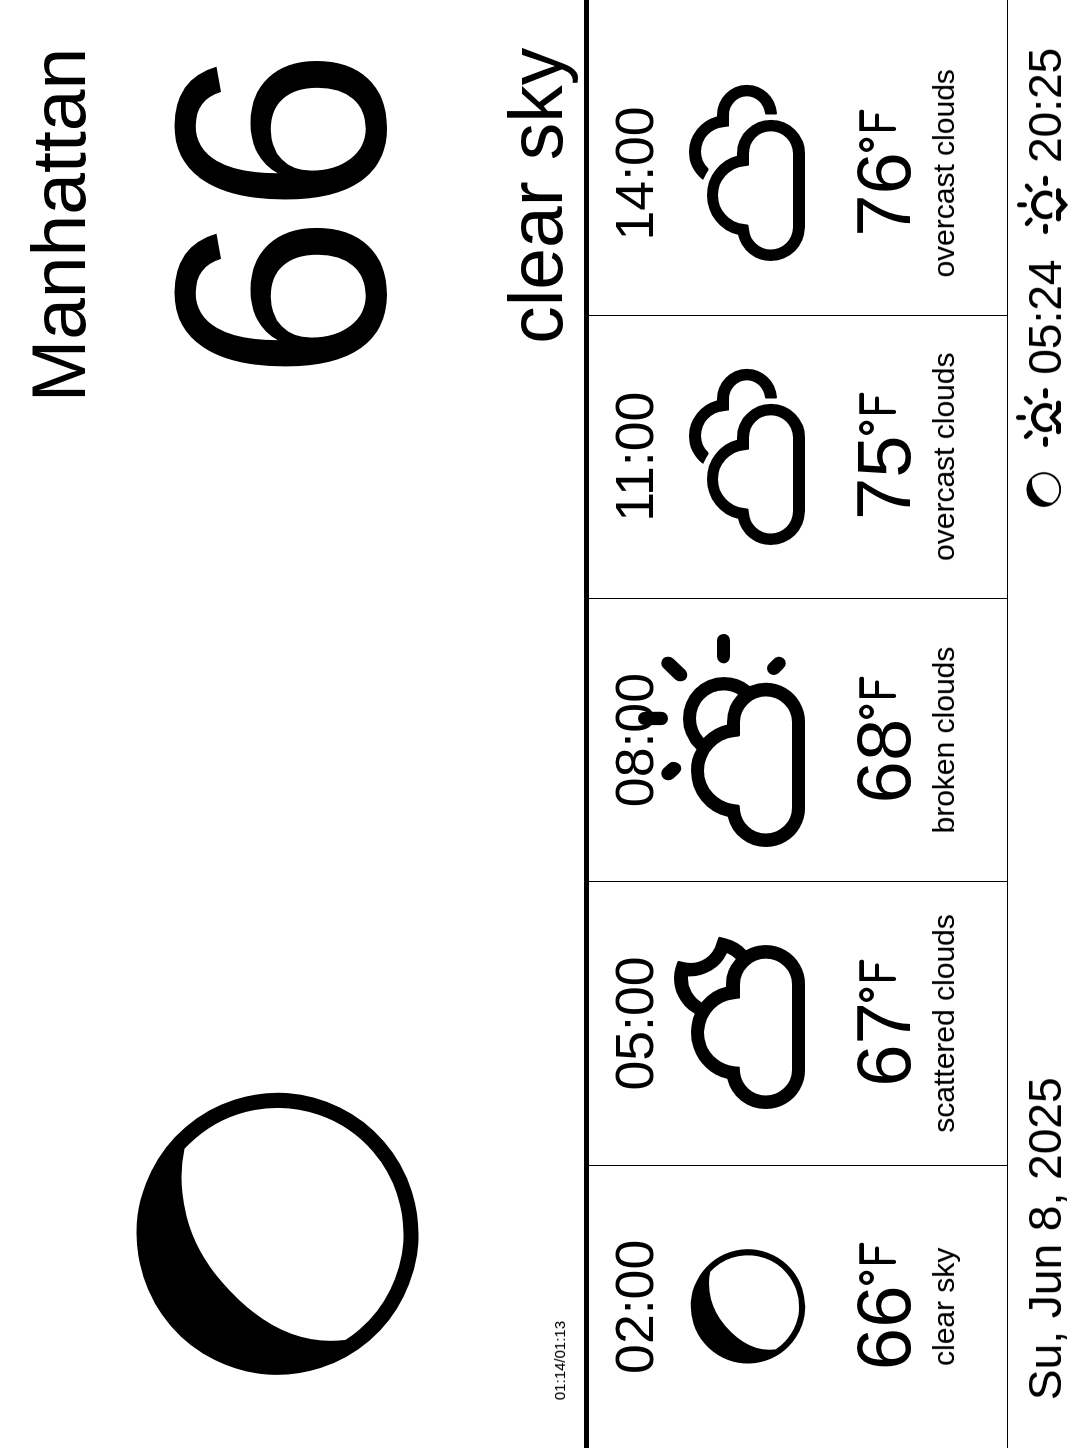 Manhattan
66
clear sky
01:14/01:13
02:00 05:00 08:00 11:00 14:00
66°F 67°F 68°F 75°F 76°F
clear sky scattered clouds broken clouds overcast clouds overcast clouds
Su, Jun 8, 2025 05:24 20:25